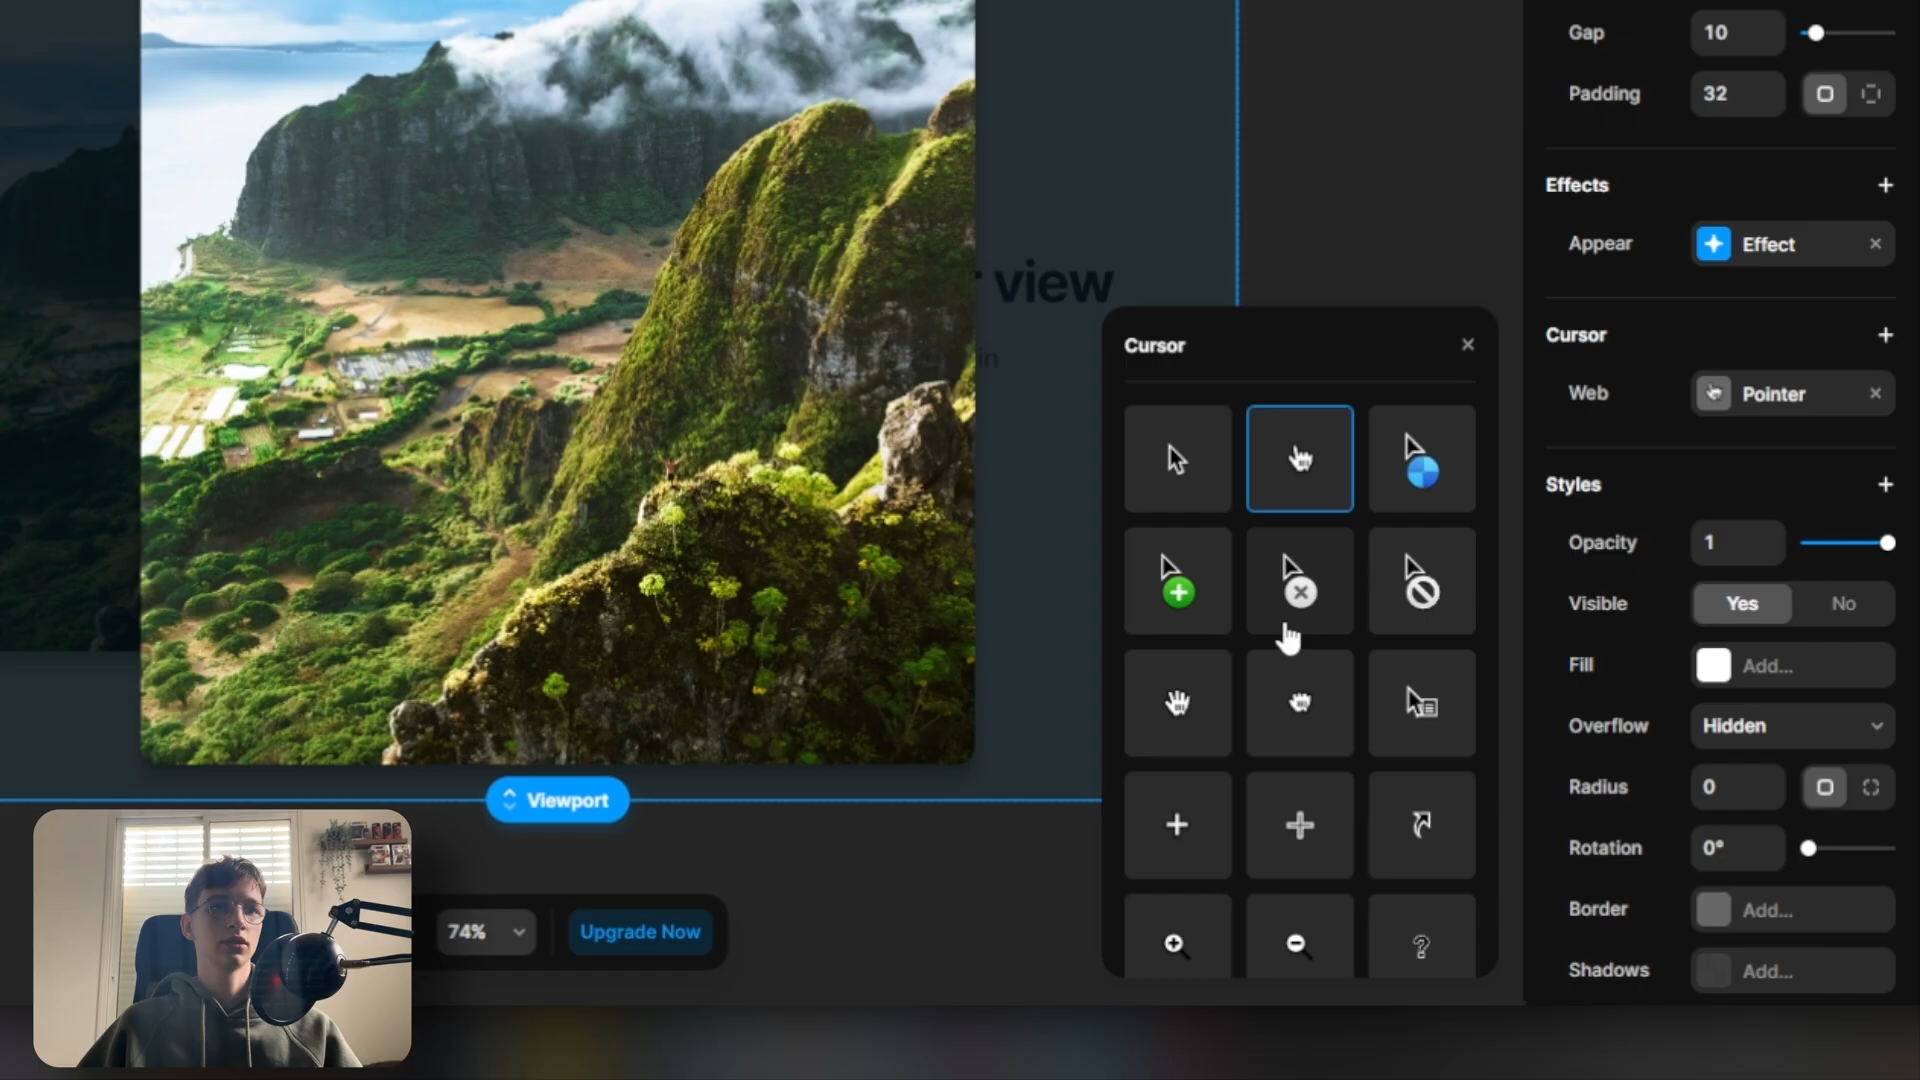 Gap 10
Padding 32
Effects
Appear Effect
view
Cursor
Cursor
in
Web Pointer
Styles
Opacity 1
Visible Yes No
Fill Add...
Overflow Hidden
Radius 0
Viewport
Rotation 0°
Border Add...
74% Upgrade Now
Shadows Add...